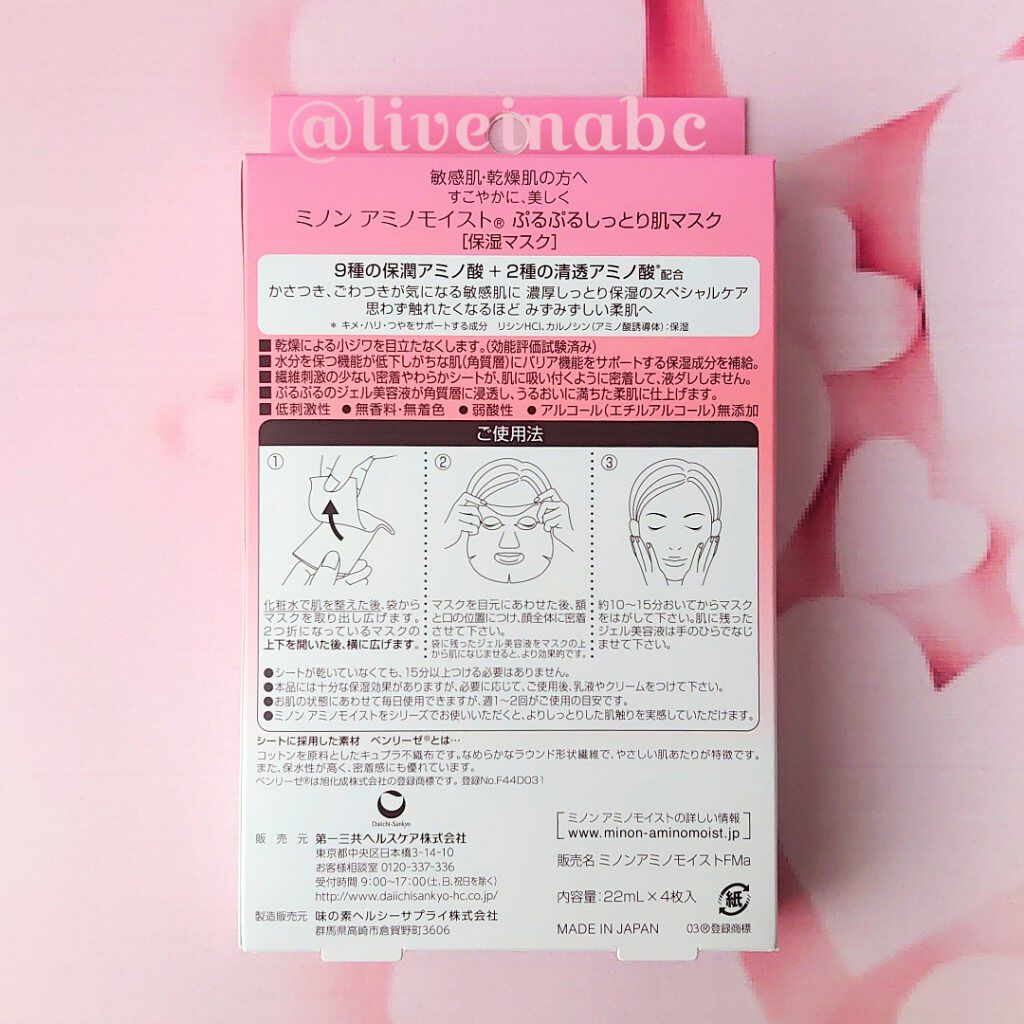 @liveinabc
敏感肌・乾燥肌の方へ
すこやかに、美しく
ミノン アミノモイスト® ぷるぷるしっとり肌マスク
[保湿マスク]
9種の保潤アミノ酸 + 2種の清透アミノ酸*配合
かさつき、ごわつきが気になる敏感肌に 濃厚しっとり保湿のスペシャルケア
思わず触れたくなるほど みずみずしい柔肌へ
* キメ・ハリ・つやをサポートする成分 リシンHCl、カルノシン(アミノ酸誘導体):保湿
■ 乾燥による小ジワを目立たなくします。(効能評価試験済み)
■ 水分を保つ機能が低下しがちな肌(角質層)にバリア機能をサポートする保湿成分を補給。
■ 繊維刺激の少ない密着やわらかシートが、肌に吸い付くように密着して、液ダレしません。
■ ぷるぷるのジェル美容液が角質層に浸透し、うるおいに満ちた柔肌に仕上げます。
■ 低刺激性 ● 無香料・無着色 ● 弱酸性 ● アルコール(エチルアルコール)無添加
ご使用法
①
化粧水で肌を整えた後、袋から
マスクを取り出し広げます。
2つ折になっているマスクの
上下を開いた後、横に広げます。
②
マスクを目元にあわせた後、額
と口の位置につけ、顔全体に密着
させて下さい。
袋に残ったジェル美容液をマスクの上
から肌になじませると、より効果的です。
③
約10〜15分おいてからマスク
をはがして下さい。肌に残った
ジェル美容液は手のひらでなじ
ませて下さい。
●シートが乾いていなくても、15分以上つける必要はありません。
●本品には十分な保湿効果がありますが、必要に応じて、ご使用後、乳液やクリームをつけて下さい。
●お肌の状態にあわせて毎日使用できますが、週1〜2回がご使用の目安です。
●ミノン アミノモイストをシリーズでお使いいただくと、よりしっとりした肌触りを実感していただけます。
シートに採用した素材 ベンリーゼ®とは…
コットンを原料としたキュプラ不織布です。なめらかなラウンド形状繊維で、やさしい肌あたりが特徴です。
また、保水性が高く、密着感にも優れています。
ベンリーゼ®は旭化成株式会社の登録商標です。登録No.F44D031
Daiichi-Sankyo
販売元 第一三共ヘルスケア株式会社
東京都中央区日本橋3-14-10
お客様相談室 0120-337-336
受付時間 9:00〜17:00(土、日、祝日を除く)
http://www.daiichisankyo-hc.co.jp/
製造販売元 味の素ヘルシーサプライ株式会社
群馬県高崎市倉賀野町3606
ミノン アミノモイストの詳しい情報
www.minon-aminomoist.jp
販売名 ミノンアミノモイストFMa
内容量:22mL × 4枚入
紙
MADE IN JAPAN
03®登録商標